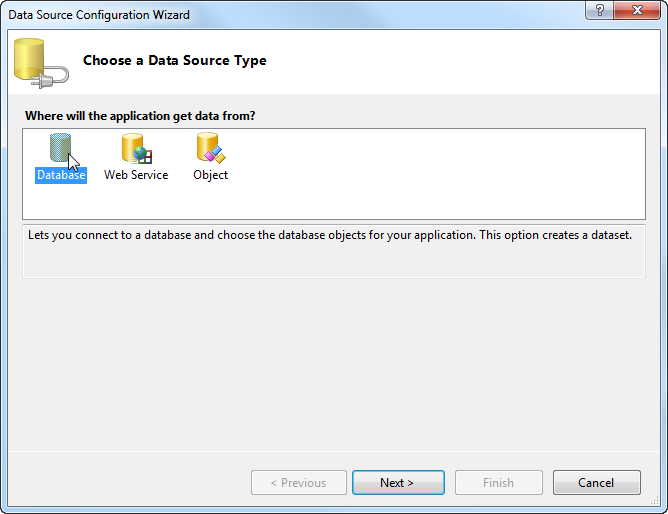 Data Source Configuration Wizard
?
Choose a Data Source Type
Where will the application get data from?
Database Web Service Object
Lets you connect to a database and choose the database objects for your application. This option creates a dataset.
< Previous Next > Finish Cancel